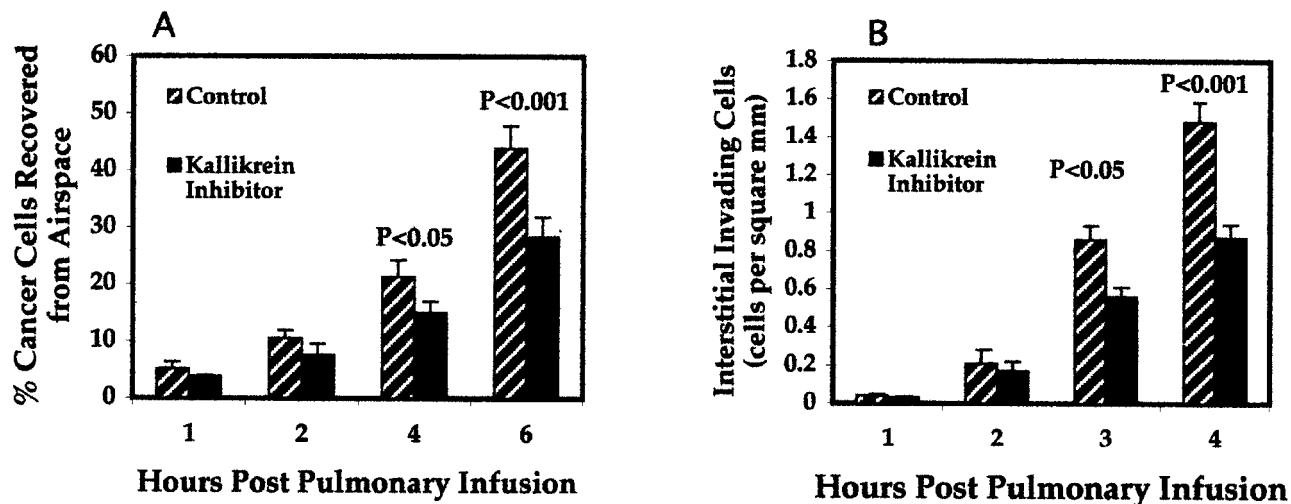 A
% Cancer Cells Recovered
from Airspace
60
50
40
30
20
10
0
Control
Kallikrein
Inhibitor
P<0.05
P<0.001
1 2 4 6
Hours Post Pulmonary Infusion
B
Interstitial Invading Cells
(cells per square mm)
1.8
1.6
1.4
1.2
1
0.8
0.6
0.4
0.2
0
Control
Kallikrein
Inhibitor
P<0.001
P<0.05
1 2 3 4
Hours Post Pulmonary Infusion